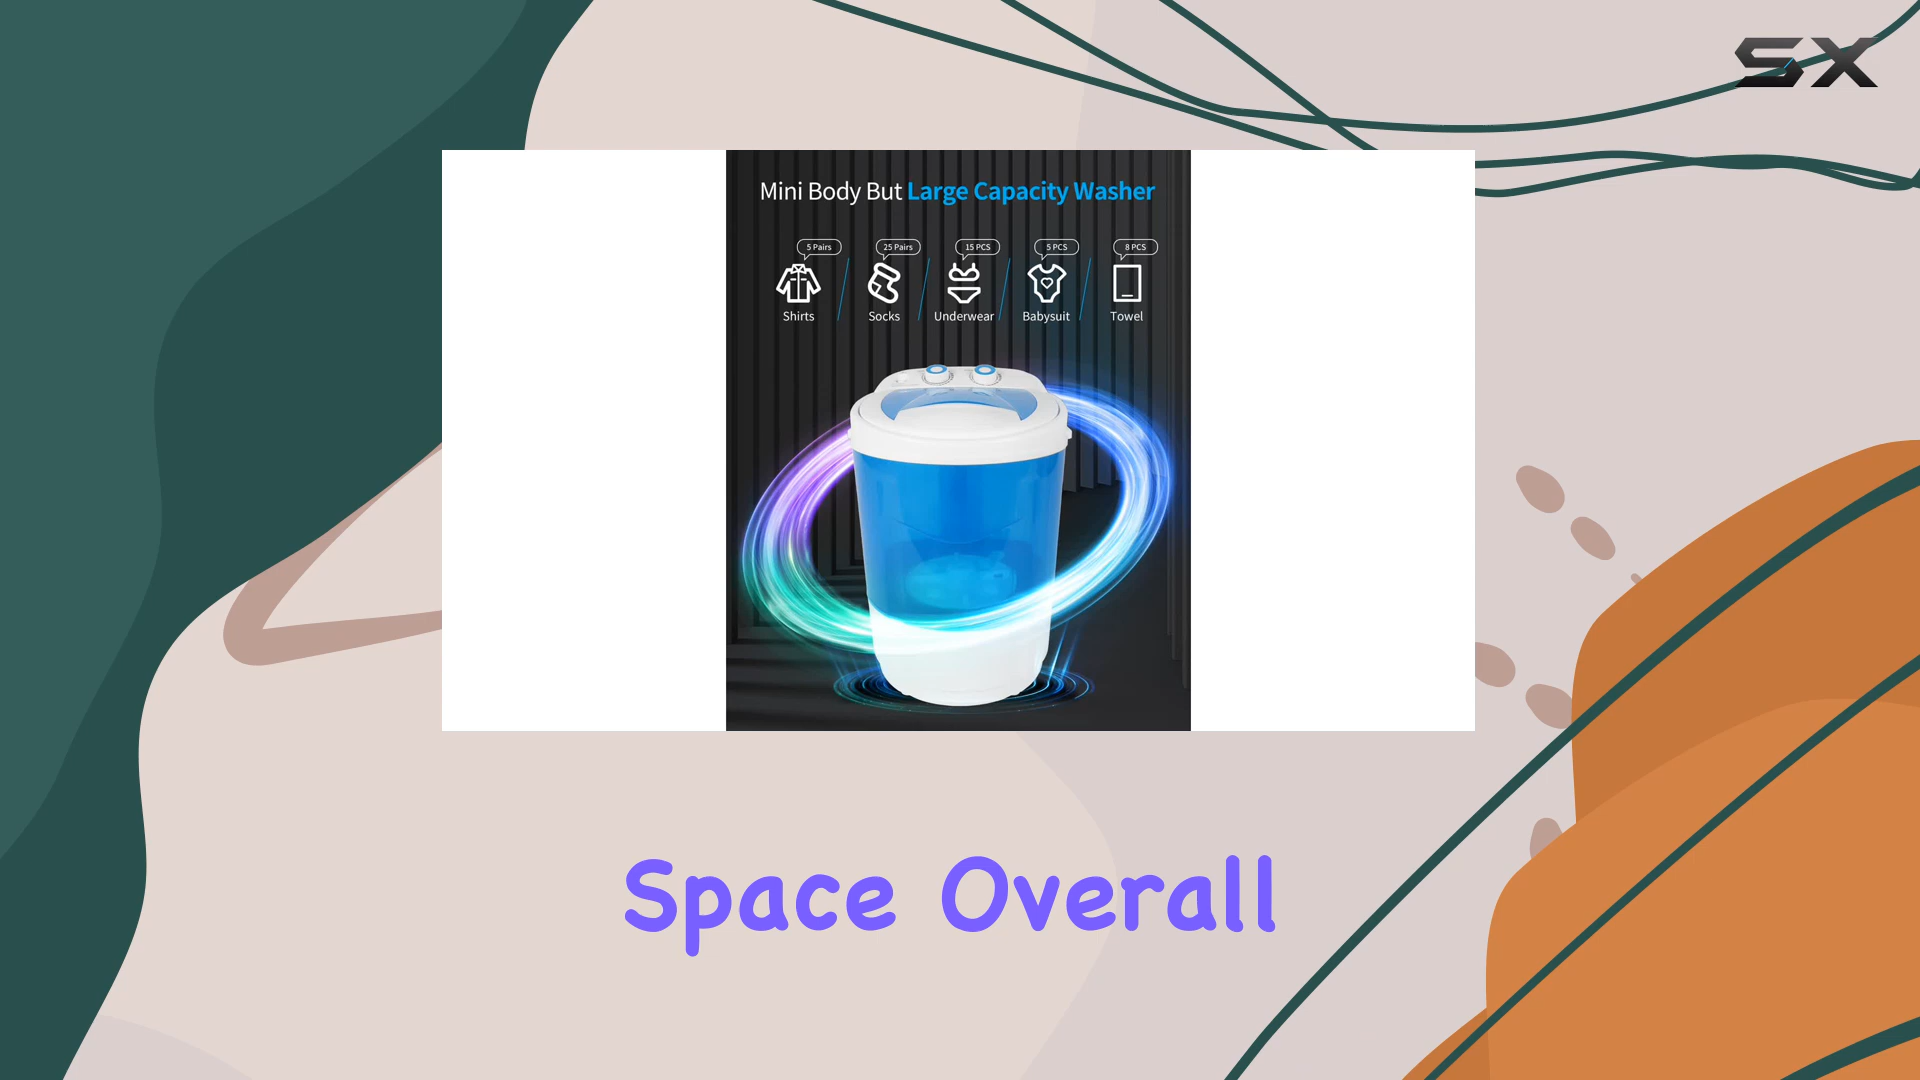 SX
Mini Body But Large Capacity Washer
5 Pairs 25 Pairs 15 PCS 5 PCS 8 PCS
Shirts Socks Underwear Babysuit Towel
Space Overall